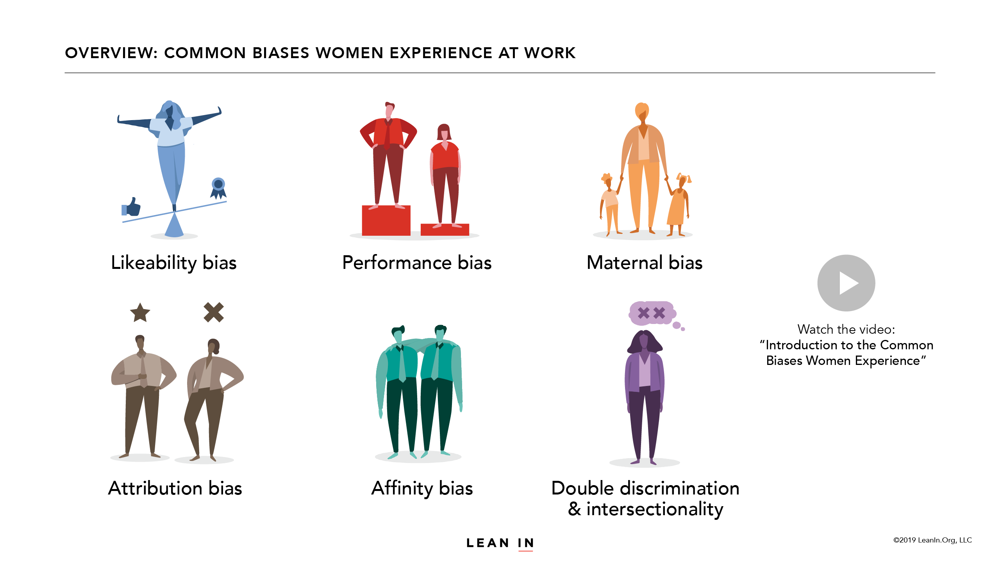 OVERVIEW: COMMON BIASES WOMEN EXPERIENCE AT WORK
Likeability bias
Performance bias
Maternal bias
Attribution bias
Affinity bias
Double discrimination
& intersectionality
Watch the video:
“Introduction to the Common
Biases Women Experience”
LEAN IN
©2019 LeanIn.Org, LLC